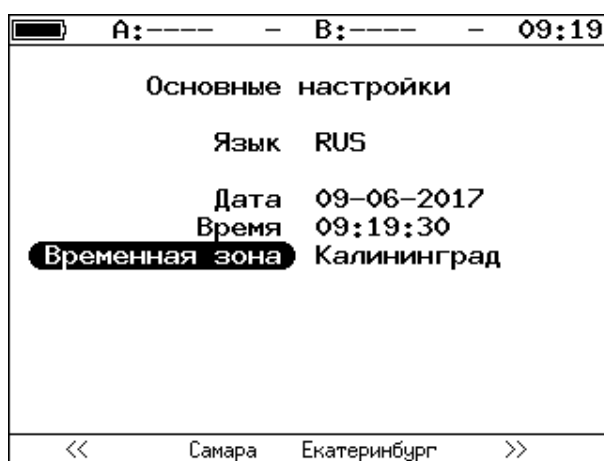 A:---- - B:---- - 09:19
Основные настройки
Язык RUS
Дата 09-06-2017
Время 09:19:30
Временная зона Калининград
<< Самара Екатеринбург >>